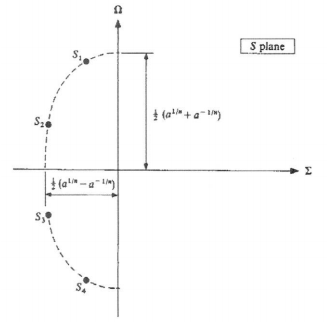 Ω
S plane
S₁
½ (a^{1/n} + a^{-1/n})
S₂
Σ
½ (a^{1/n} – a^{-1/n})
S₃
S₄